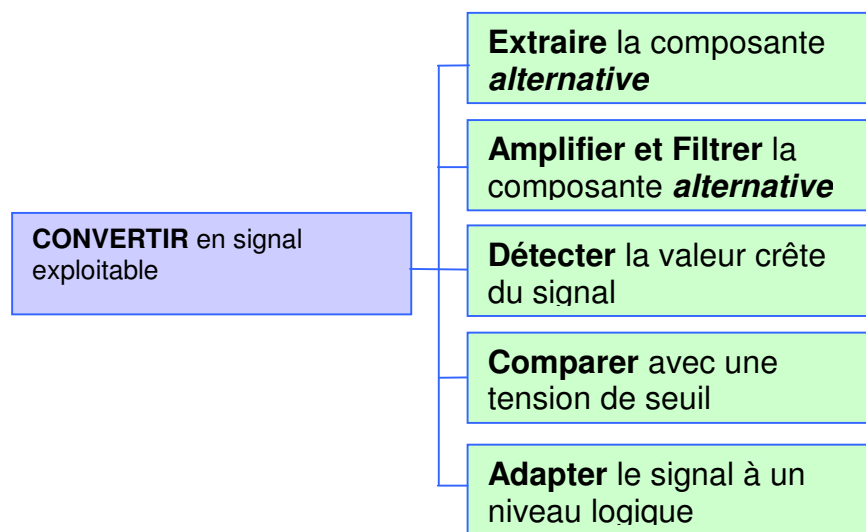 Extraire la composante
alternative
Amplifier et Filtrer la
composante alternative
CONVERTIR en signal
exploitable
Détecter la valeur crête
du signal
Comparer avec une
tension de seuil
Adapter le signal à un
niveau logique